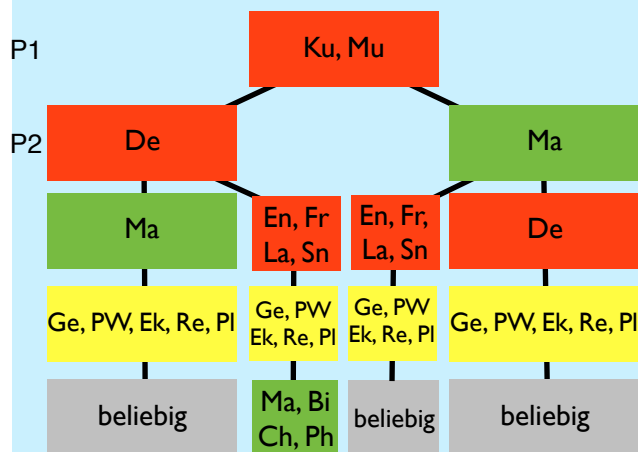 P1
Ku, Mu
P2
De
Ma
Ma
En, Fr
La, Sn
En, Fr,
La, Sn
De
Ge, PW, Ek, Re, Pl
Ge, PW
Ek, Re, Pl
Ge, PW
Ek, Re, Pl
Ge, PW, Ek, Re, Pl
beliebig
Ma, Bi
Ch, Ph
beliebig
beliebig